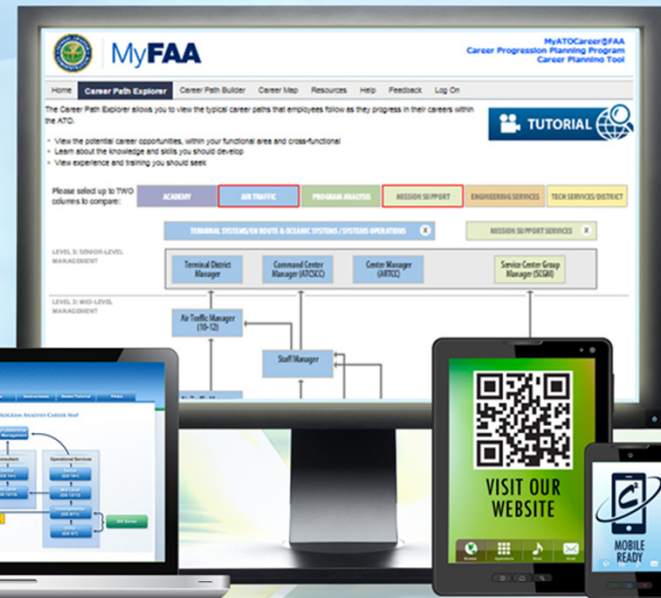 MyFAA
MyATOCareer@FAA
Career Progression Planning Program
Career Planning Tool
Home Career Path Explorer Career Path Builder Career Map Resources Help Feedback Log On
The Career Path Explorer allows you to view the typical career paths that employees follow as they progress in their careers within
the ATO.
TUTORIAL
View the potential career opportunities, within your functional area and cross-functional
Learn about the knowledge and skills you should develop
View experience and training you should seek
Please select up to TWO
columns to compare:
ACADEMY AIR TRAFFIC PROGRAM ANALYSIS MISSION SUPPORT ENGINEERING SERVICES TECH SERVICES/DISTRICT
TERMINAL SYSTEMS/EN ROUTE & OCEANIC SYSTEMS /SYSTEMS OPERATIONS X MISSION SUPPORT SERVICES X
LEVEL 3: SENIOR-LEVEL
MANAGEMENT
Terminal District
Manager
Command Center
Manager (ATCSCC)
Center Manager
(ARTCC)
Service Center Group
Manager (SCGM)
LEVEL 2: MID-LEVEL
MANAGEMENT
Air Traffic Manager
(10-12)
Staff Manager
PROGRAM ANALYSIS CAREER MAP
Operational Services
VISIT OUR
WEBSITE
MOBILE
READY